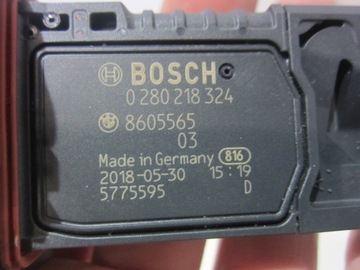 BOSCH
0 280 218 324
8605565
03
Made in Germany 816
2018-05-30 15:19
5775595 D